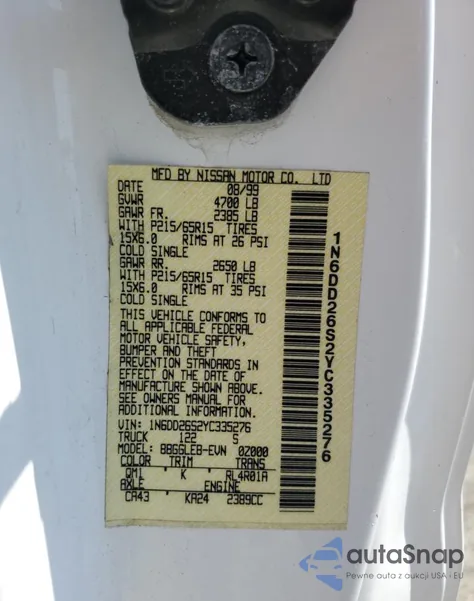 MFD BY NISSAN MOTOR CO. LTD
DATE 08/99
GVWR 4700 LB
GAWR FR. 2385 LB
WITH P215/65R15 TIRES
15X6.0 RIMS AT 26 PSI
COLD SINGLE
GAWR RR. 2650 LB
WITH P215/65R15 TIRES
15X6.0 RIMS AT 35 PSI
COLD SINGLE
THIS VEHICLE CONFORMS TO
ALL APPLICABLE FEDERAL
MOTOR VEHICLE SAFETY,
BUMPER AND THEFT
PREVENTION STANDARDS IN
EFFECT ON THE DATE OF
MANUFACTURE SHOWN ABOVE.
SEE OWNERS MANUAL FOR
ADDITIONAL INFORMATION.
VIN: 1N6DD26S2YC335276
TRUCK 122 S
MODEL: BBGSLEB-EVN 0Z000
COLOR TRIM TRANS
QM1 K RL4R01A
AXLE ENGINE
CA43 KA24 2389CC
1N6DD26S2YC335276
autaSnap
Pewne auta z aukcji USA i EU